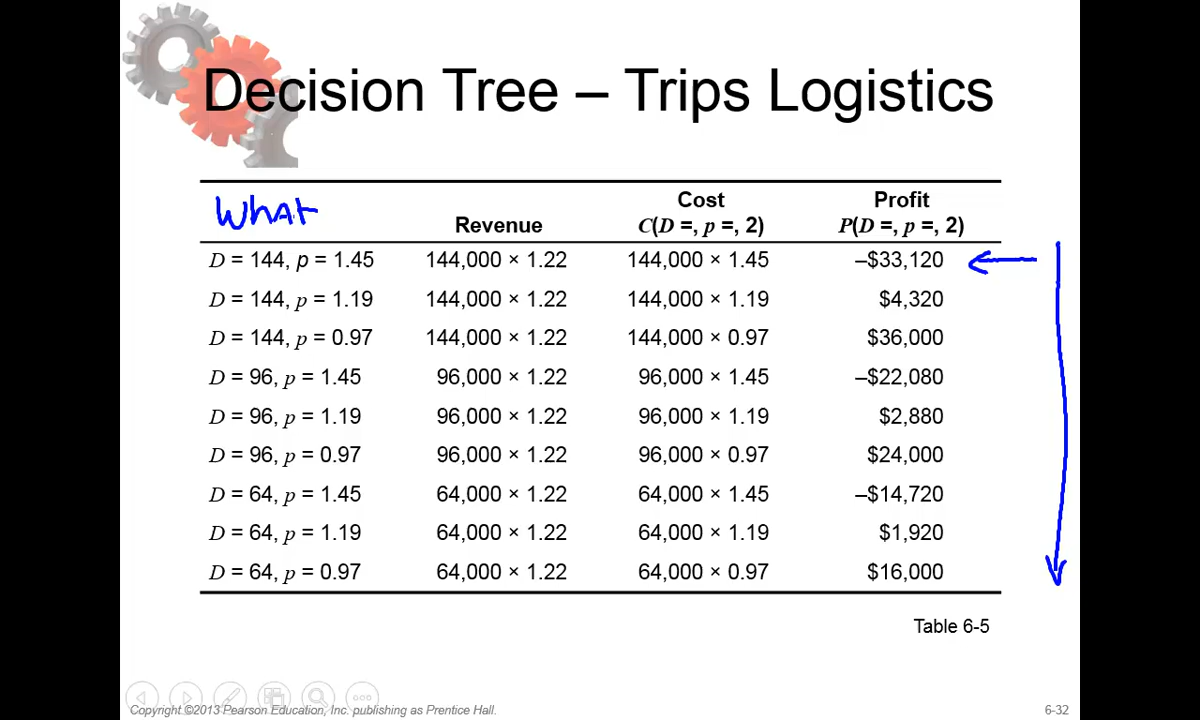 Decision Tree – Trips Logistics
WHAT
Revenue
Cost
C(D =, p =, 2)
Profit
P(D =, p =, 2)
D = 144, p = 1.45 144,000 × 1.22 144,000 × 1.45 –$33,120
D = 144, p = 1.19 144,000 × 1.22 144,000 × 1.19 $4,320
D = 144, p = 0.97 144,000 × 1.22 144,000 × 0.97 $36,000
D = 96, p = 1.45 96,000 × 1.22 96,000 × 1.45 –$22,080
D = 96, p = 1.19 96,000 × 1.22 96,000 × 1.19 $2,880
D = 96, p = 0.97 96,000 × 1.22 96,000 × 0.97 $24,000
D = 64, p = 1.45 64,000 × 1.22 64,000 × 1.45 –$14,720
D = 64, p = 1.19 64,000 × 1.22 64,000 × 1.19 $1,920
D = 64, p = 0.97 64,000 × 1.22 64,000 × 0.97 $16,000
Table 6-5
Copyright ©2013 Pearson Education, Inc. publishing as Prentice Hall.
6-32